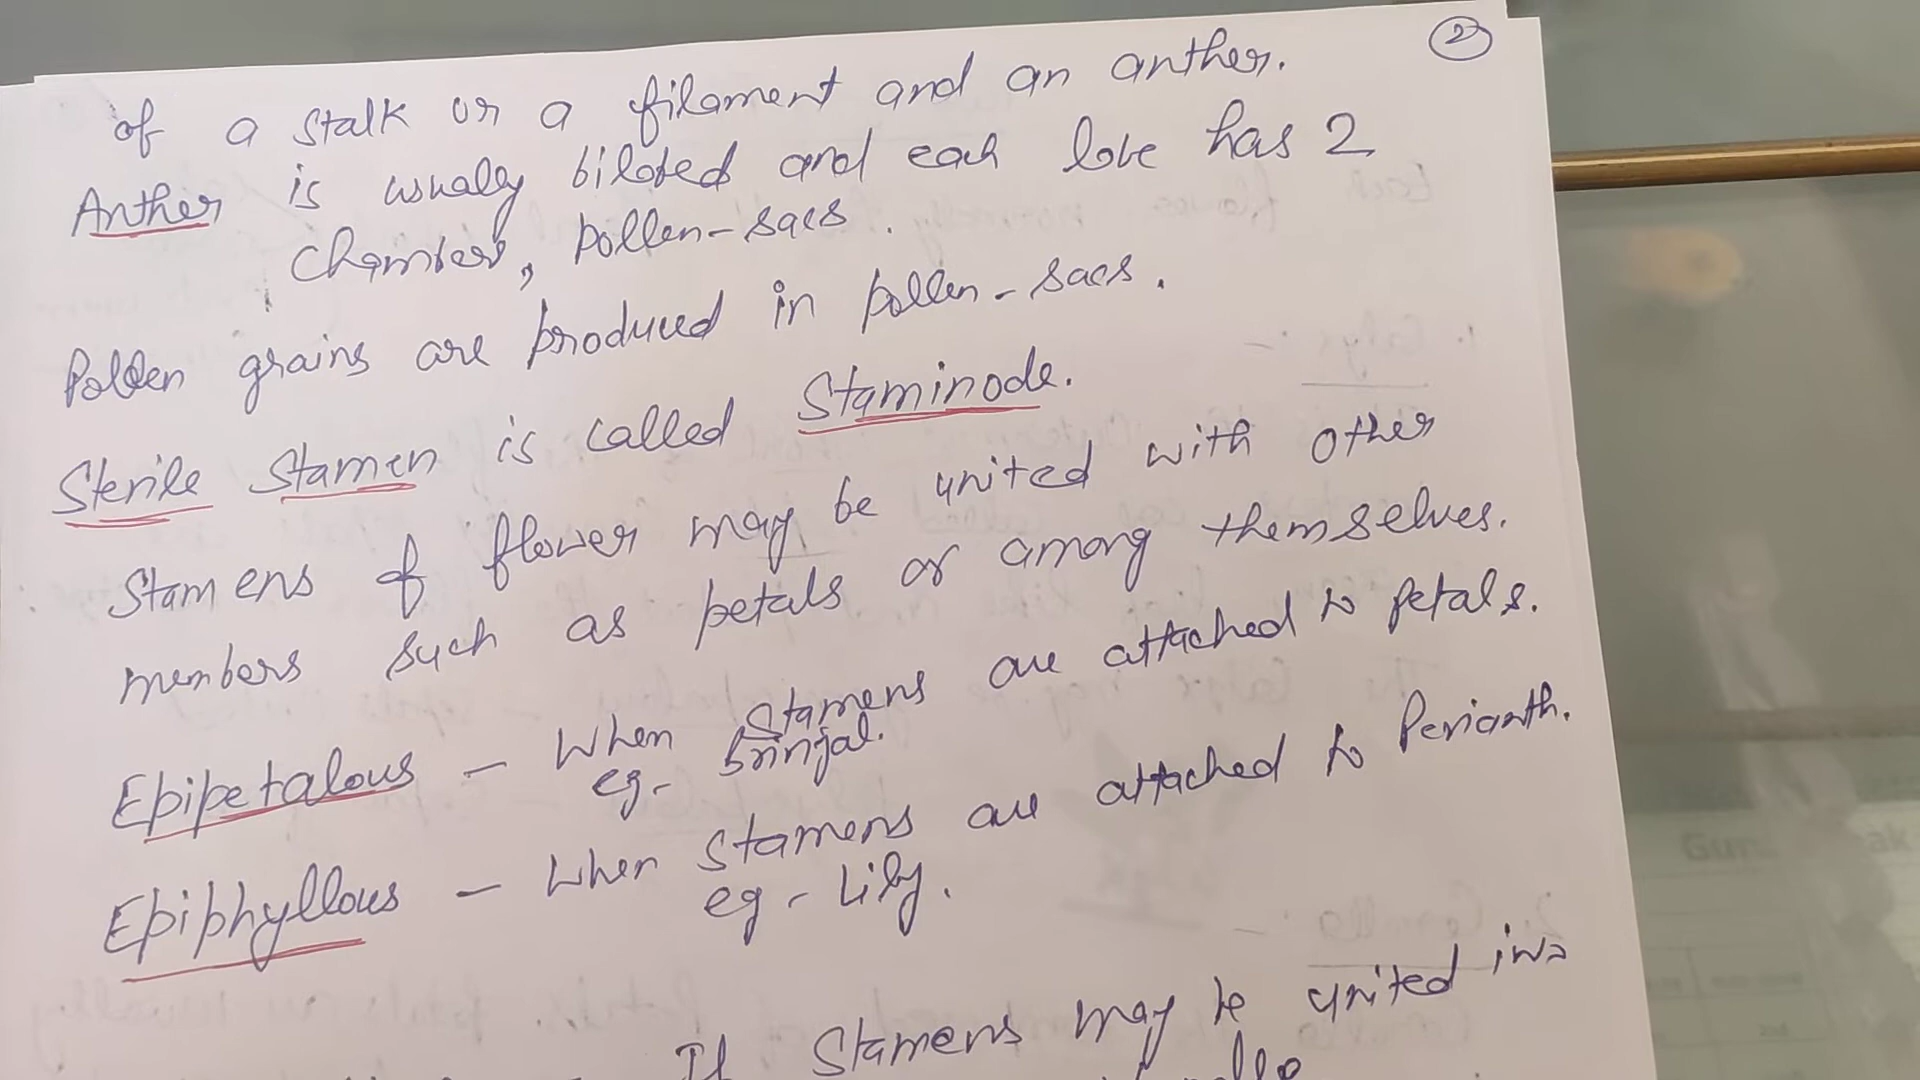 2
of a stalk or a filament and an anther.
Anther is usually bilobed and each lobe has 2
chambers, pollen-sacs.
Pollen grains are produced in pollen-sacs.
Sterile Stamen is called Staminode.
Stamens of flower may be united with other
members such as petals or among themselves.
Epipetalous - When Stamens are attached to petals.
eg- brinjal.
Epiphyllous - When Stamens are attached to Perianth.
eg- Lily.
If Stamens may be united into